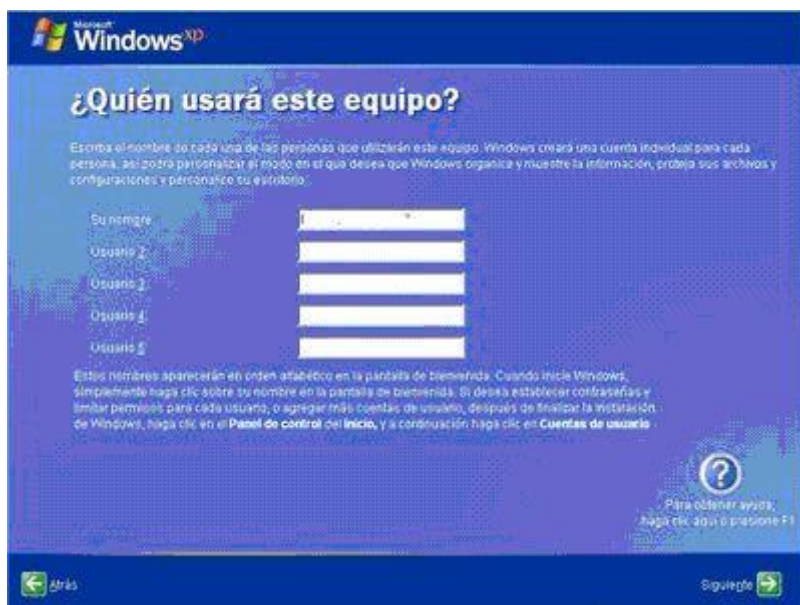 Microsoft
Windows xp
¿Quién usará este equipo?
Escriba el nombre de cada una de las personas que utilizarán este equipo. Windows creará una cuenta individual para cada
persona, así podrá personalizar el modo en el que desea que Windows organice y muestre la información, proteja sus archivos y
configuraciones y personalice su escritorio.
Su nombre:
Usuario 2:
Usuario 3:
Usuario 4:
Usuario 5:
Estos nombres aparecerán en orden alfabético en la pantalla de bienvenida. Cuando inicie Windows,
simplemente haga clic sobre su nombre en la pantalla de bienvenida. Si desea establecer contraseñas y
limitar permisos para cada usuario, o agregar más cuentas de usuario, después de finalizar la instalación
de Windows, haga clic en el Panel de control del Inicio, y a continuación haga clic en Cuentas de usuario.
Para obtener ayuda,
haga clic aquí o presione F1
Atrás
Siguiente